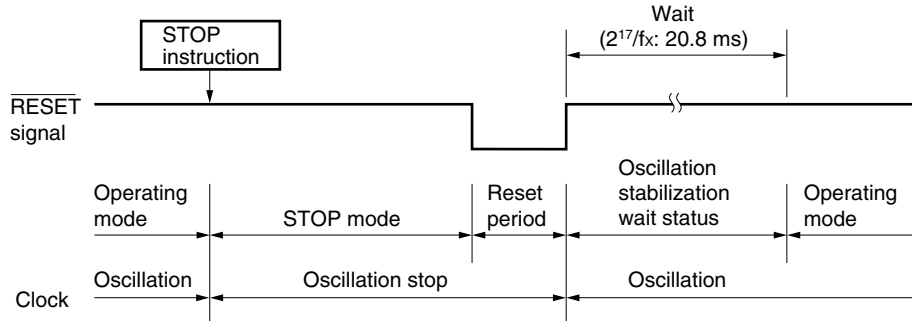 Wait
(2¹⁷/fx: 20.8 ms)
STOP
instruction
RESET
signal
Operating
mode
STOP mode
Reset
period
Oscillation
stabilization
wait status
Operating
mode
Clock
Oscillation
Oscillation stop
Oscillation